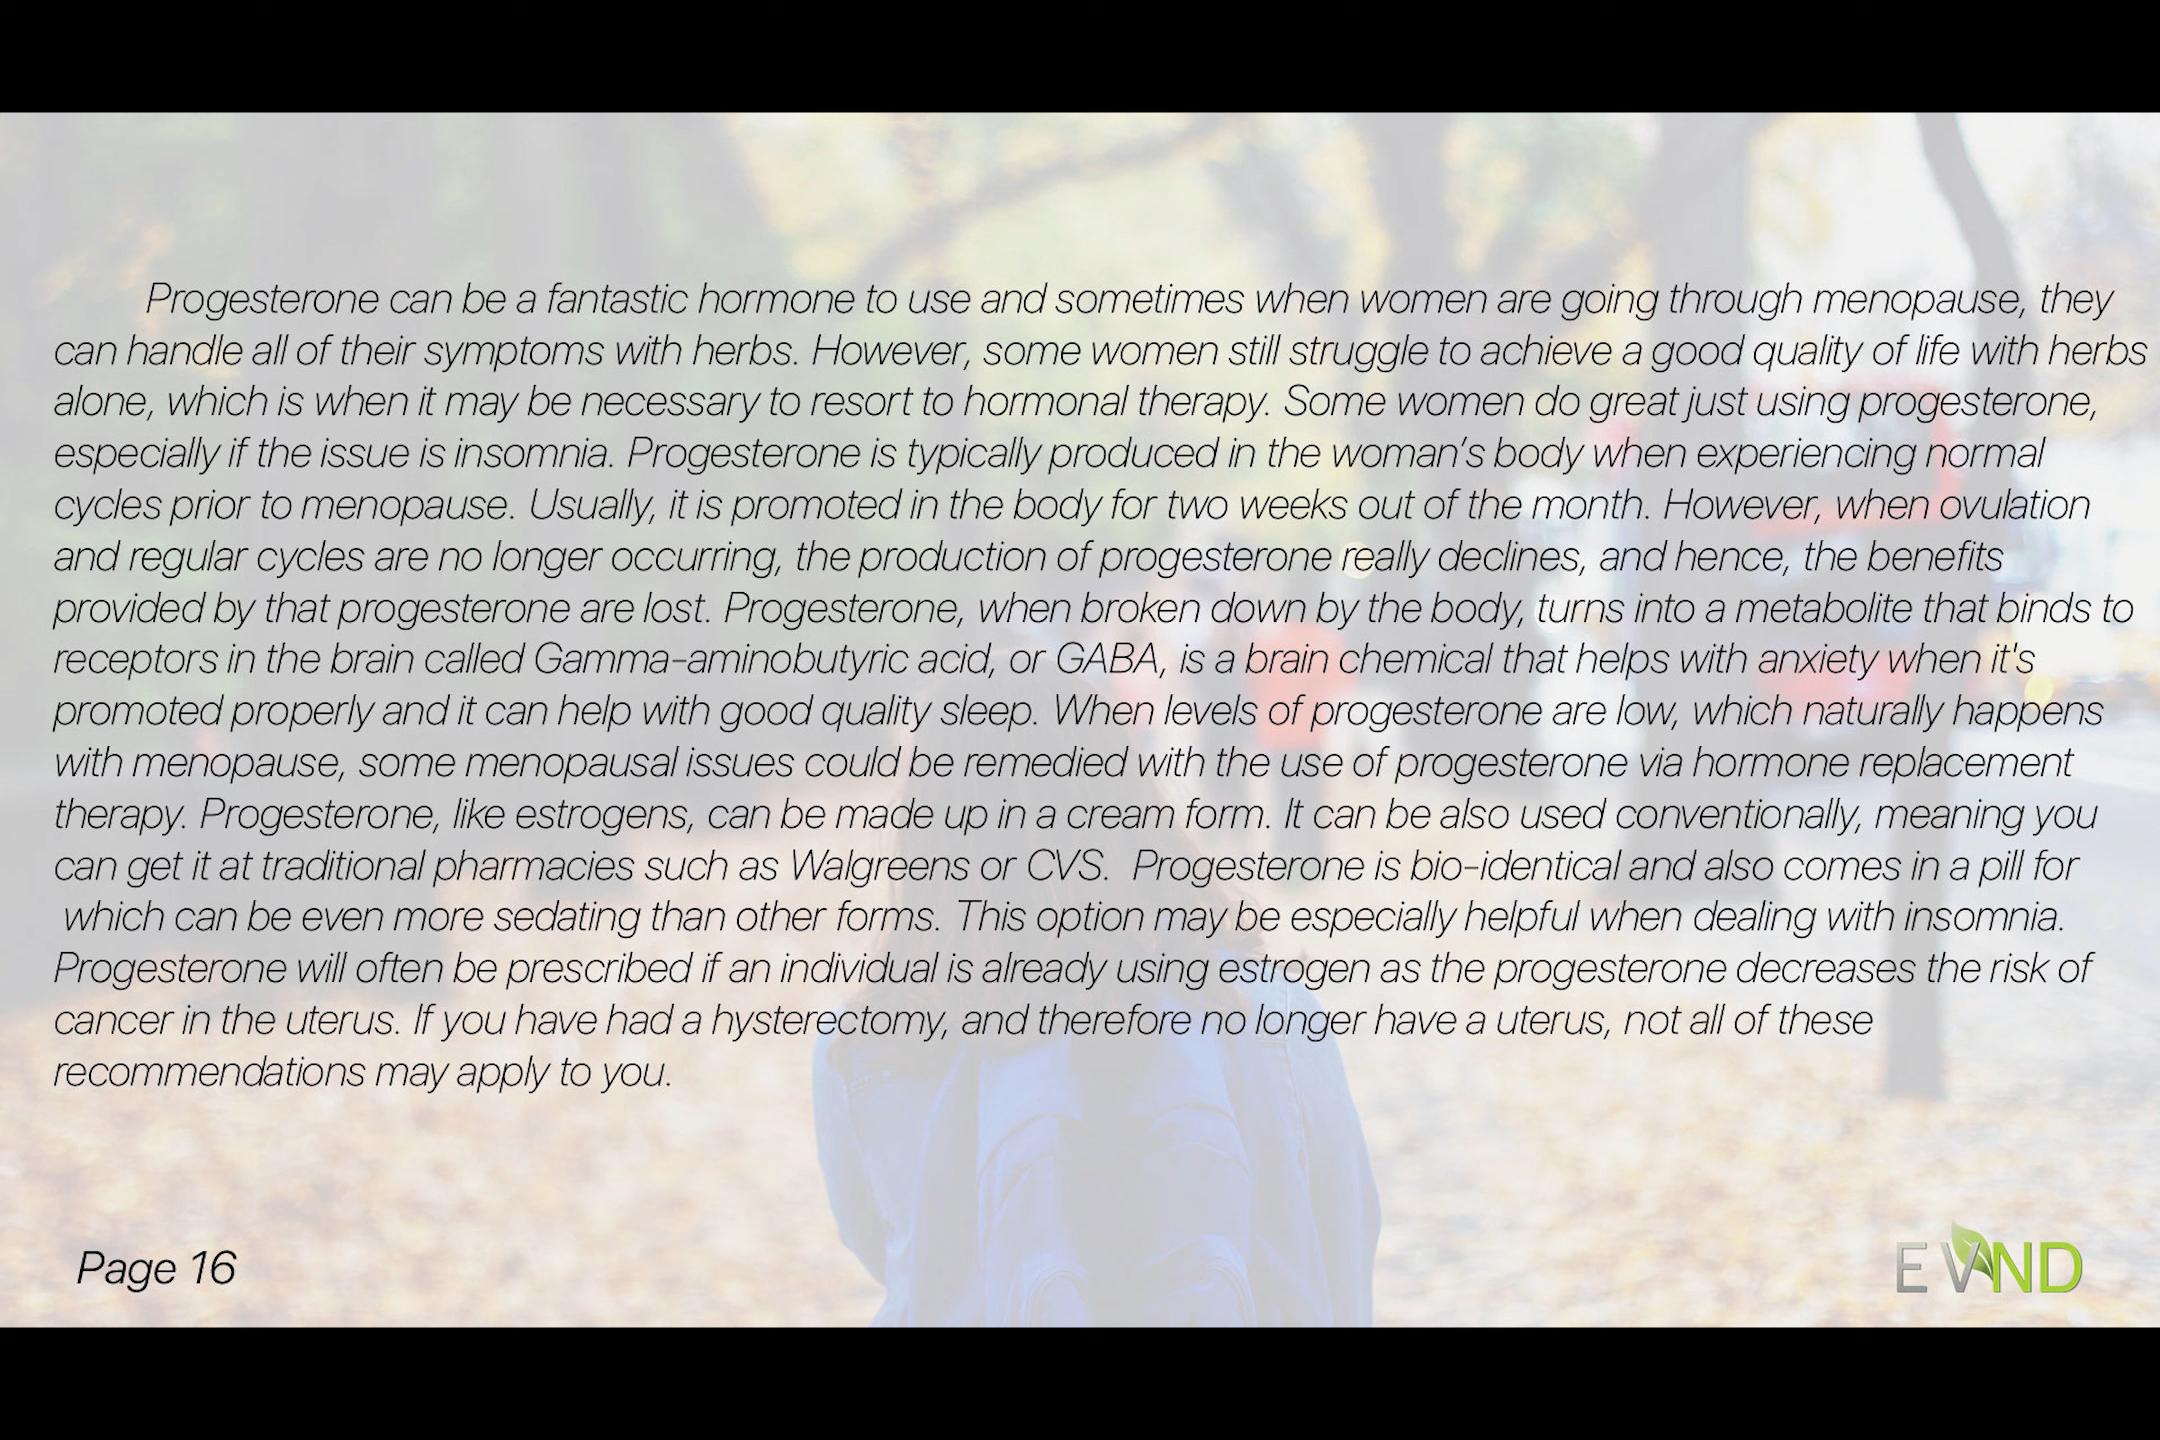 Progesterone can be a fantastic hormone to use and sometimes when women are going through menopause, they
can handle all of their symptoms with herbs. However, some women still struggle to achieve a good quality of life with herbs
alone, which is when it may be necessary to resort to hormonal therapy. Some women do great just using progesterone,
especially if the issue is insomnia. Progesterone is typically produced in the woman's body when experiencing normal
cycles prior to menopause. Usually, it is promoted in the body for two weeks out of the month. However, when ovulation
and regular cycles are no longer occurring, the production of progesterone really declines, and hence, the benefits
provided by that progesterone are lost. Progesterone, when broken down by the body, turns into a metabolite that binds to
receptors in the brain called Gamma-aminobutyric acid, or GABA, is a brain chemical that helps with anxiety when it's
promoted properly and it can help with good quality sleep. When levels of progesterone are low, which naturally happens
with menopause, some menopausal issues could be remedied with the use of progesterone via hormone replacement
therapy. Progesterone, like estrogens, can be made up in a cream form. It can be also used conventionally, meaning you
can get it at traditional pharmacies such as Walgreens or CVS.  Progesterone is bio-identical and also comes in a pill for
which can be even more sedating than other forms. This option may be especially helpful when dealing with insomnia.
Progesterone will often be prescribed if an individual is already using estrogen as the progesterone decreases the risk of
cancer in the uterus. If you have had a hysterectomy, and therefore no longer have a uterus, not all of these
recommendations may apply to you.
Page 16
EVND